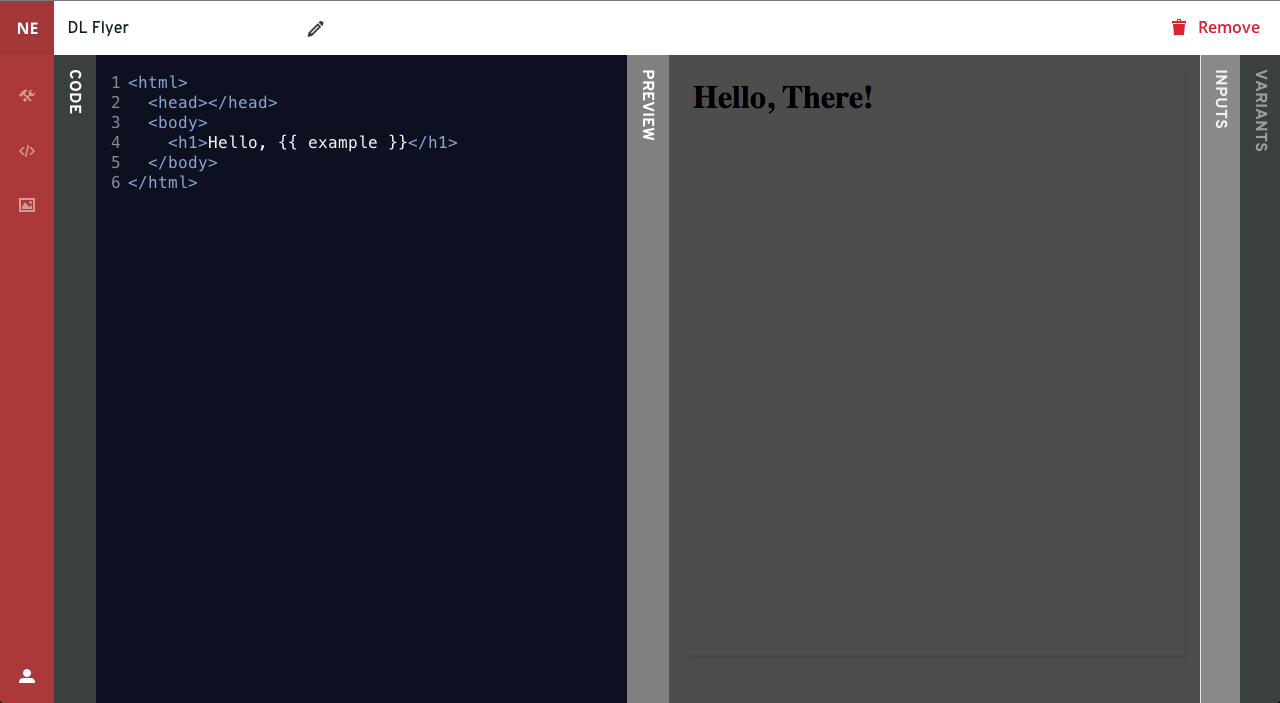 NE
DL Flyer
Remove
CODE
1 <html>
2   <head></head>
3   <body>
4     <h1>Hello, {{ example }}</h1>
5   </body>
6 </html>
PREVIEW
Hello, There!
INPUTS
VARIANTS